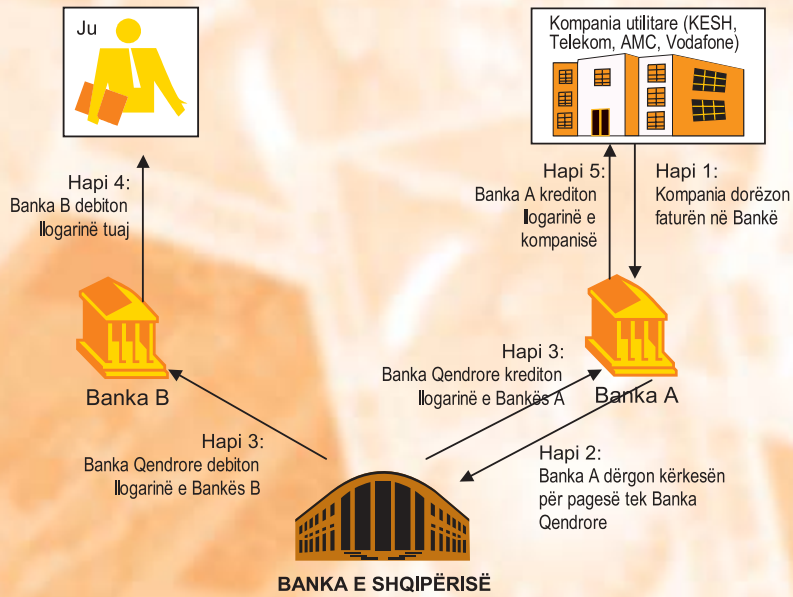 Ju
Kompania utilitare (KESH,
Telekom, AMC, Vodafone)
Hapi 4:
Banka B debiton
llogarinë tuaj
Hapi 5:
Banka A krediton
llogarinë e
kompanisë
Hapi 1:
Kompania dorëzon
faturën në Bankë
Banka B
Hapi 3:
Banka Qendrore krediton
llogarinë e Bankës A
Banka A
Hapi 3:
Banka Qendrore debiton
llogarinë e Bankës B
Hapi 2:
Banka A dërgon kërkesën
për pagesë tek Banka
Qendrore
BANKA E SHQIPËRISË